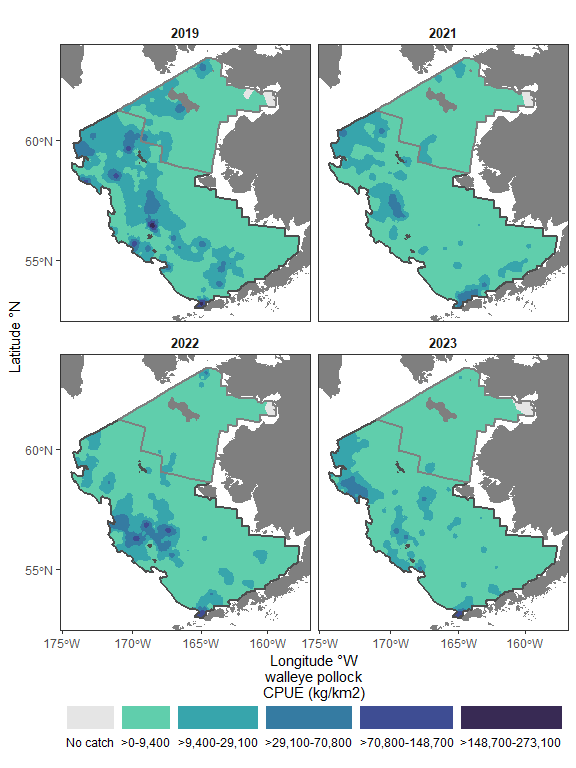 2019
2021
60°N
55°N
2022
2023
60°N
55°N
Latitude °N
175°W
170°W
165°W
160°W
175°W
170°W
165°W
160°W
Longitude °W
walleye pollock
CPUE (kg/km2)
No catch
>0-9,400
>9,400-29,100
>29,100-70,800
>70,800-148,700
>148,700-273,100